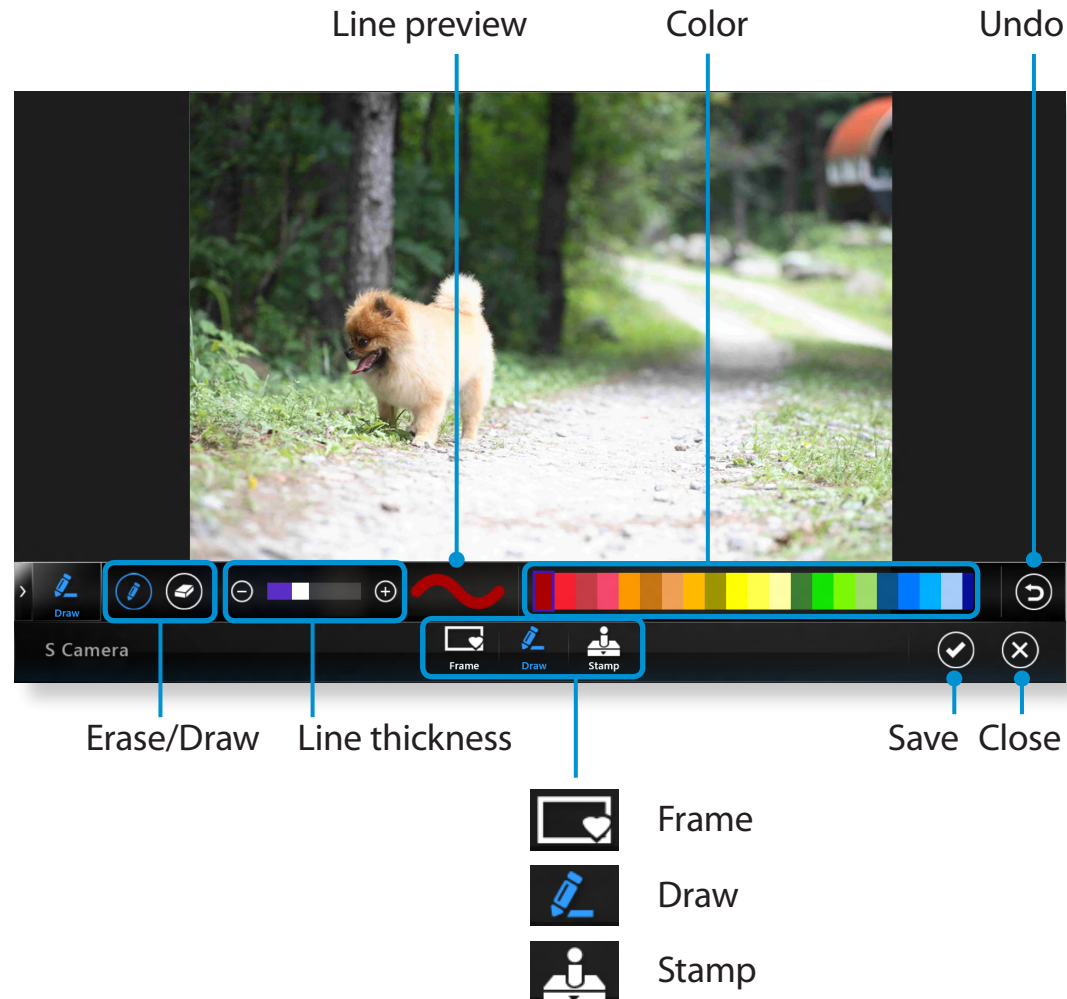 Line preview Color Undo
Draw
S Camera
Frame Draw Stamp
Erase/Draw Line thickness Save Close
Frame
Draw
Stamp